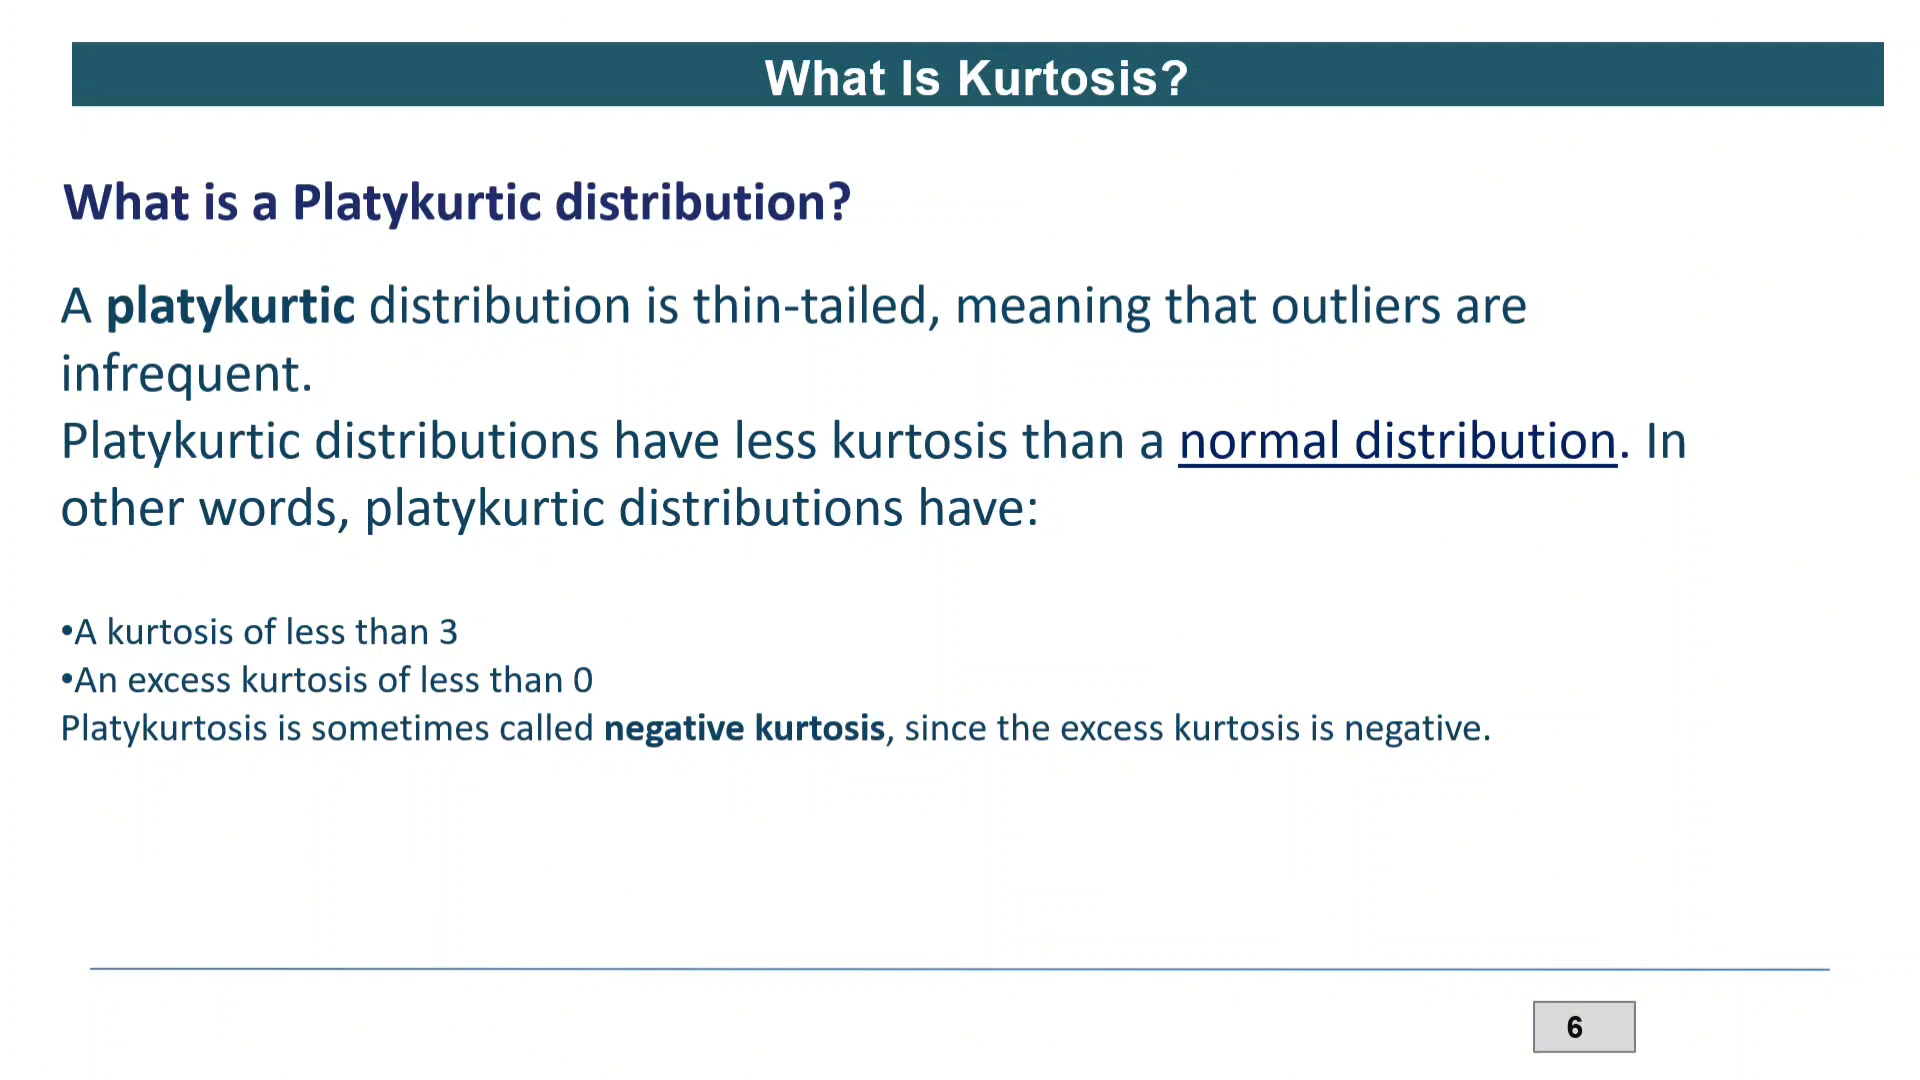 What Is Kurtosis?
What is a Platykurtic distribution?
A platykurtic distribution is thin-tailed, meaning that outliers are
infrequent.
Platykurtic distributions have less kurtosis than a normal distribution. In
other words, platykurtic distributions have:
•A kurtosis of less than 3
•An excess kurtosis of less than 0
Platykurtosis is sometimes called negative kurtosis, since the excess kurtosis is negative.
6